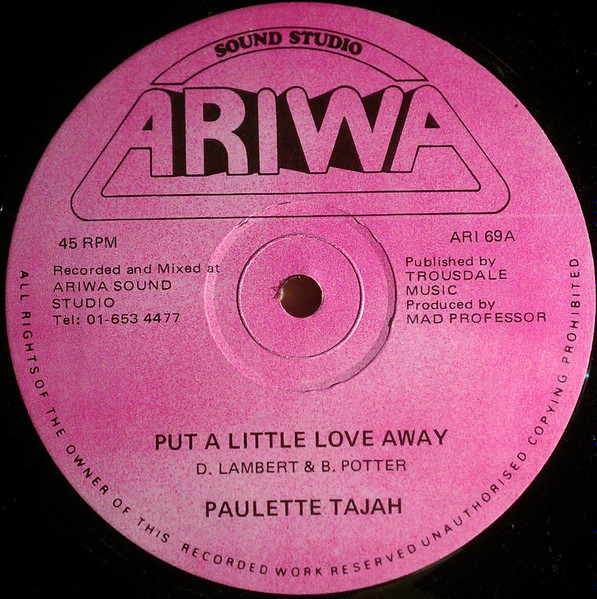 SOUND STUDIO
ARIWA
45 RPM
ARI 69A
Recorded and Mixed at
ARIWA SOUND
STUDIO
Tel: 01-653 4477
Published by
TROUSDALE
MUSIC
Produced by
MAD PROFESSOR
PUT A LITTLE LOVE AWAY
D. LAMBERT & B. POTTER
PAULETTE TAJAH
ALL RIGHTS OF THE OWNER OF THIS RECORDED WORK RESERVED UNAUTHORISED COPYING PROHIBITED